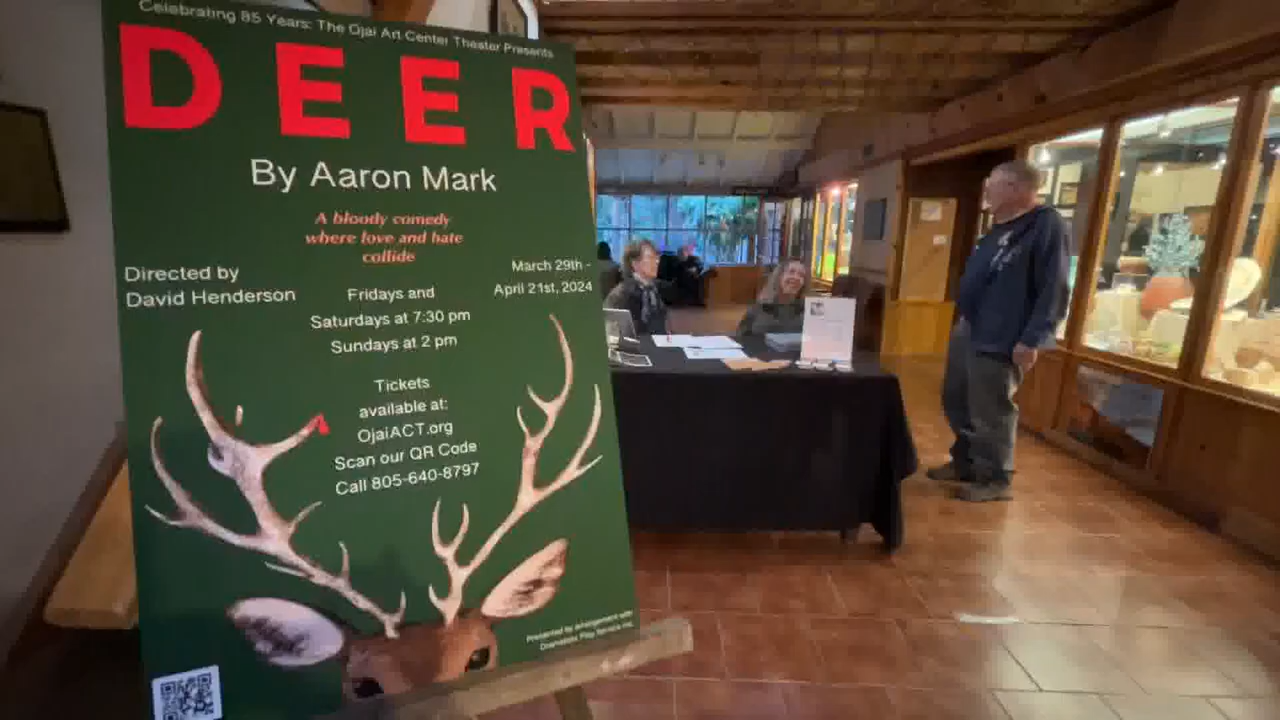 Celebrating 85 Years: The Ojai Art Center Theater Presents
DEER
By Aaron Mark
A bloody comedy
where love and hate
collide
Directed by
David Henderson
March 29th -
April 21st, 2024
Fridays and
Saturdays at 7:30 pm
Sundays at 2 pm
Tickets
available at:
OjaiACT.org
Scan our QR Code
Call 805-640-8797
Presented by arrangement with
Dramatists Play Service Inc.